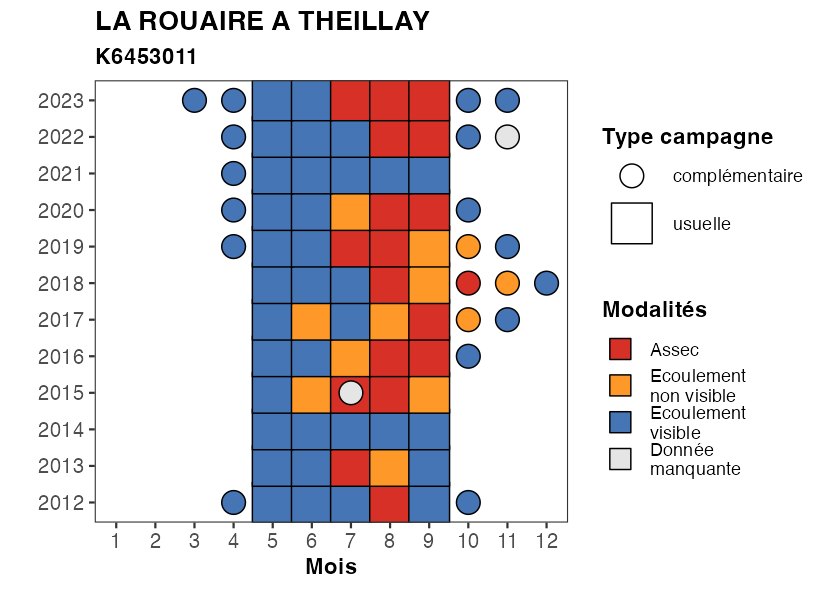 LA ROUAIRE A THEILLAY
K6453011
2023
2022
2021
2020
2019
2018
2017
2016
2015
2014
2013
2012
1 2 3 4 5 6 7 8 9 10 11 12
Mois
Type campagne
complémentaire
usuelle
Modalités
Assec
Ecoulement
non visible
Ecoulement
visible
Donnée
manquante